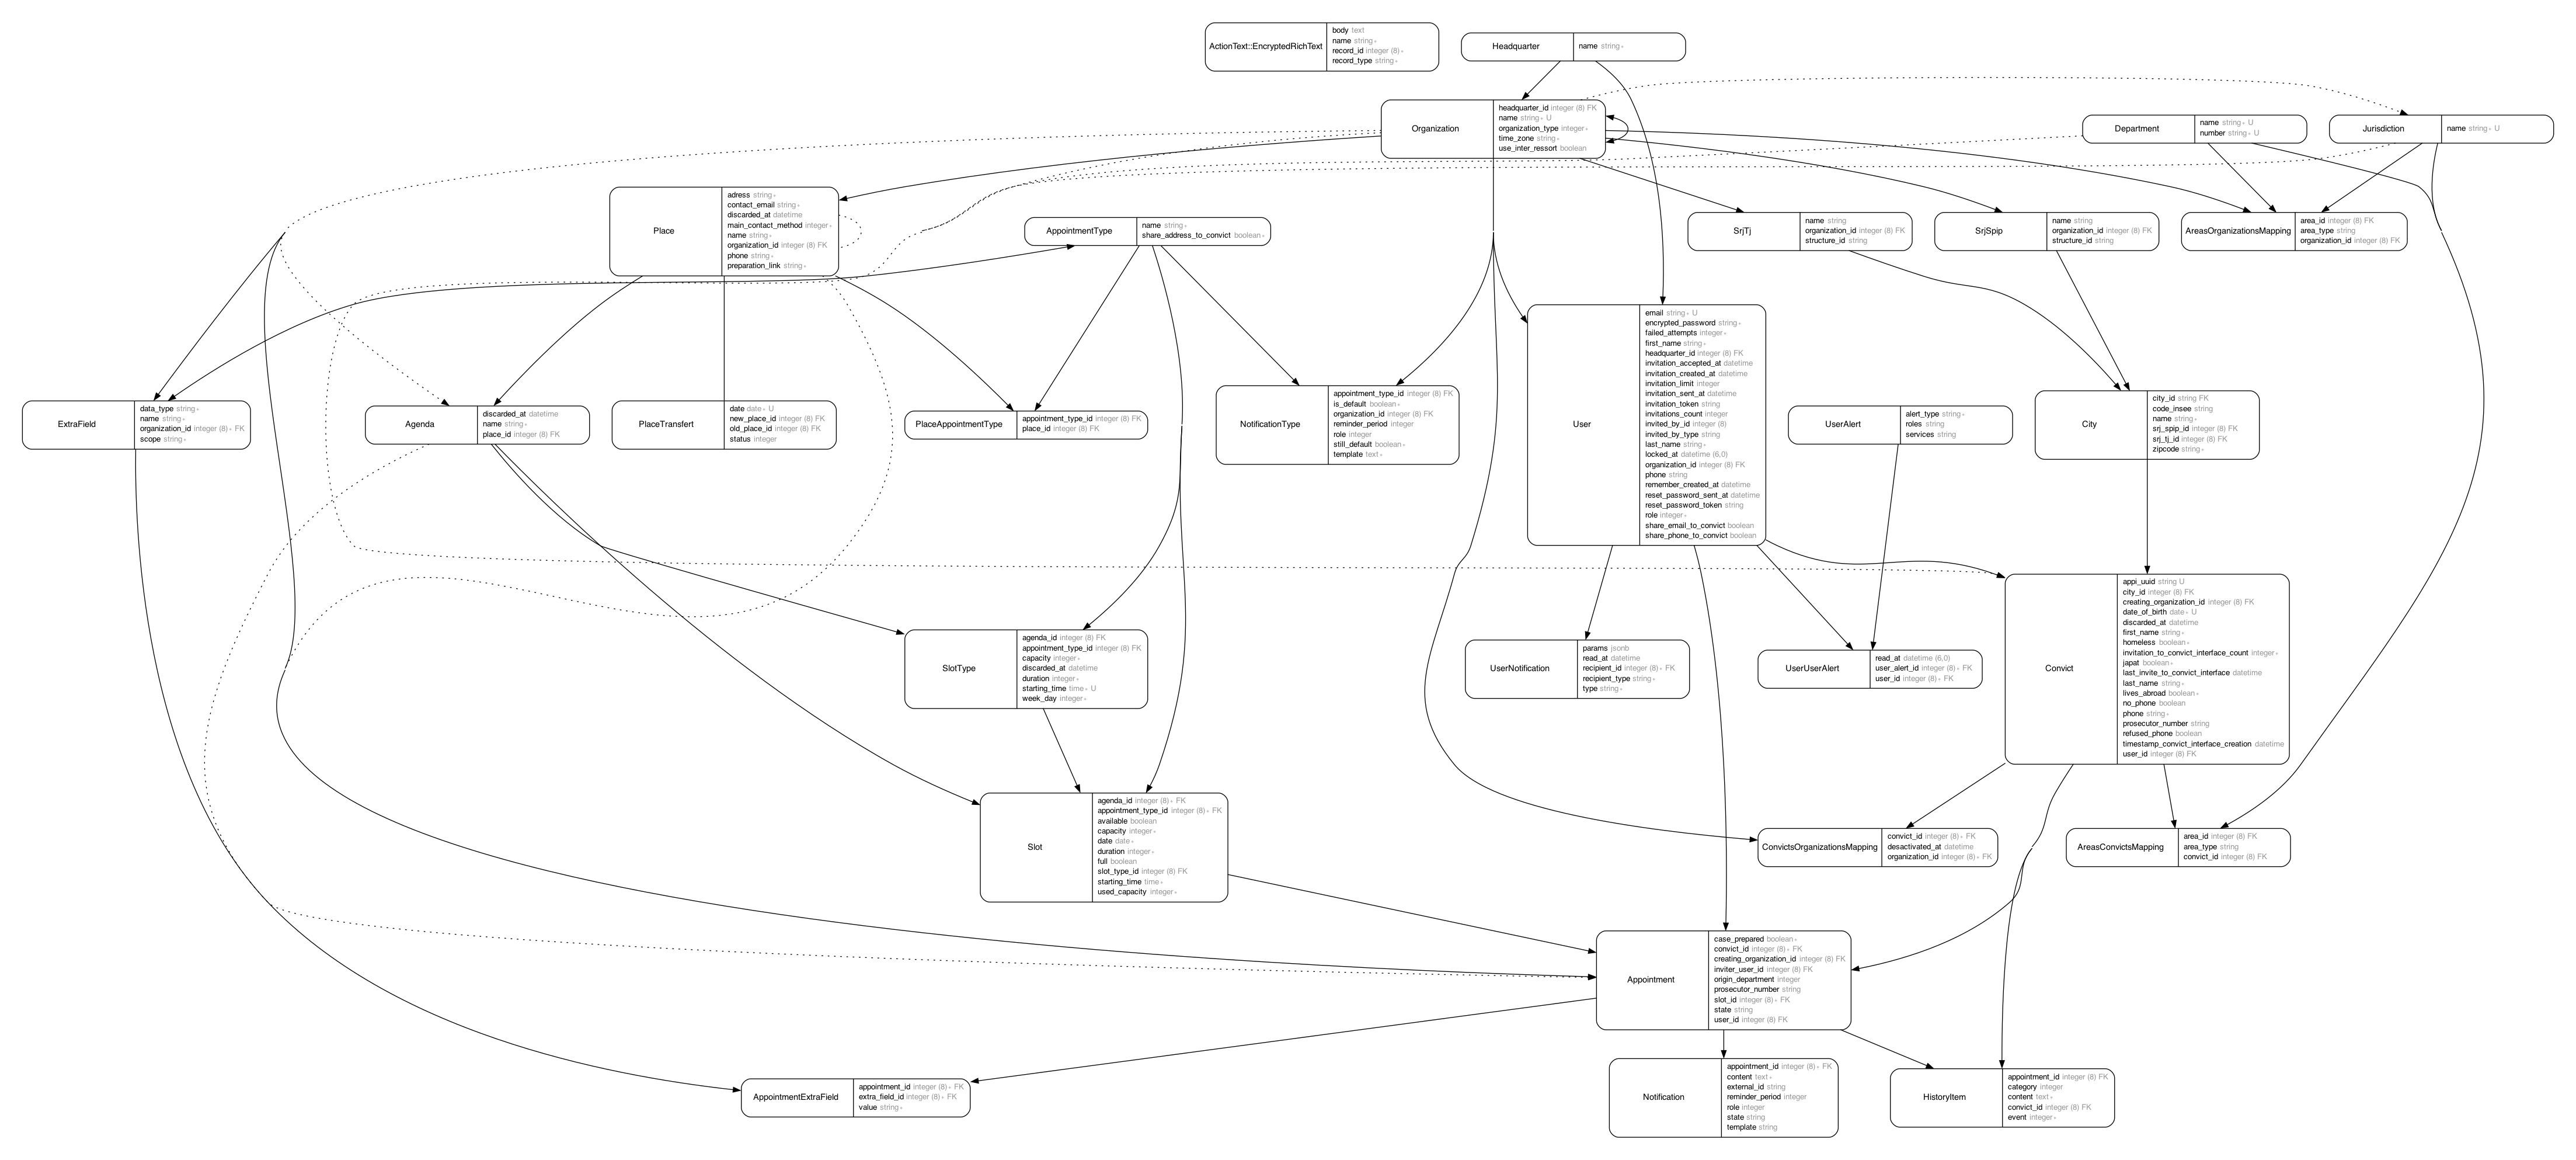 ActionText::EncryptedRichText
body text
name string ∗
record_id integer (8) ∗
record_type string ∗
Headquarter
name string ∗
Organization
headquarter_id integer (8) FK
name string ∗ U
organization_type integer ∗
time_zone string ∗
use_inter_ressort boolean
Department
name string ∗ U
number string ∗ U
Jurisdiction
name string ∗ U
Place
adress string ∗
contact_email string ∗
discarded_at datetime
main_contact_method integer ∗
name string ∗
organization_id integer (8) FK
phone string ∗
preparation_link string ∗
AppointmentType
name string ∗
share_address_to_convict boolean ∗
SrjTj
name string
organization_id integer (8) FK
structure_id string
SrjSpip
name string
organization_id integer (8) FK
structure_id string
AreasOrganizationsMapping
area_id integer (8) FK
area_type string
organization_id integer (8) FK
ExtraField
data_type string ∗
name string ∗
organization_id integer (8) ∗ FK
scope string ∗
Agenda
discarded_at datetime
name string ∗
place_id integer (8) FK
PlaceTransfert
date date ∗ U
new_place_id integer (8) FK
old_place_id integer (8) FK
status integer
PlaceAppointmentType
appointment_type_id integer (8) FK
place_id integer (8) FK
NotificationType
appointment_type_id integer (8) FK
is_default boolean ∗
organization_id integer (8) FK
reminder_period integer
role integer
still_default boolean ∗
template text ∗
User
email string ∗ U
encrypted_password string ∗
failed_attempts integer ∗
first_name string ∗
headquarter_id integer (8) FK
invitation_accepted_at datetime
invitation_created_at datetime
invitation_limit integer
invitation_sent_at datetime
invitation_token string
invitations_count integer
invited_by_id integer (8)
invited_by_type string
last_name string ∗
locked_at datetime (6,0)
organization_id integer (8) FK
phone string
remember_created_at datetime
reset_password_sent_at datetime
reset_password_token string
role integer ∗
share_email_to_convict boolean
share_phone_to_convict boolean
UserAlert
alert_type string ∗
roles string
services string
City
city_id string FK
code_insee string
name string ∗
srj_spip_id integer (8) FK
srj_tj_id integer (8) FK
zipcode string ∗
SlotType
agenda_id integer (8) FK
appointment_type_id integer (8) FK
capacity integer ∗
discarded_at datetime
duration integer ∗
starting_time time ∗ U
week_day integer ∗
UserNotification
params jsonb
read_at datetime
recipient_id integer (8) ∗ FK
recipient_type string ∗
type string ∗
UserUserAlert
read_at datetime (6,0)
user_alert_id integer (8) ∗ FK
user_id integer (8) ∗ FK
Convict
appi_uuid string U
city_id integer (8) FK
creating_organization_id integer (8) FK
date_of_birth date ∗ U
discarded_at datetime
first_name string ∗
homeless boolean ∗
invitation_to_convict_interface_count integer ∗
japat boolean ∗
last_invite_to_convict_interface datetime
last_name string ∗
lives_abroad boolean ∗
no_phone boolean
phone string ∗
prosecutor_number string
refused_phone boolean
timestamp_convict_interface_creation datetime
user_id integer (8) FK
Slot
agenda_id integer (8) ∗ FK
appointment_type_id integer (8) ∗ FK
available boolean
capacity integer ∗
date date ∗
duration integer ∗
full boolean
slot_type_id integer (8) FK
starting_time time ∗
used_capacity integer ∗
ConvictsOrganizationsMapping
convict_id integer (8) ∗ FK
desactivated_at datetime
organization_id integer (8) ∗ FK
AreasConvictsMapping
area_id integer (8) FK
area_type string
convict_id integer (8) FK
Appointment
case_prepared boolean ∗
convict_id integer (8) ∗ FK
creating_organization_id integer (8) FK
inviter_user_id integer (8) FK
origin_department integer
prosecutor_number string
slot_id integer (8) ∗ FK
state string
user_id integer (8) FK
AppointmentExtraField
appointment_id integer (8) ∗ FK
extra_field_id integer (8) ∗ FK
value string ∗
Notification
appointment_id integer (8) ∗ FK
content text ∗
external_id string
reminder_period integer
role integer
state string
template string
HistoryItem
appointment_id integer (8) FK
category integer
content text ∗
convict_id integer (8) FK
event integer ∗